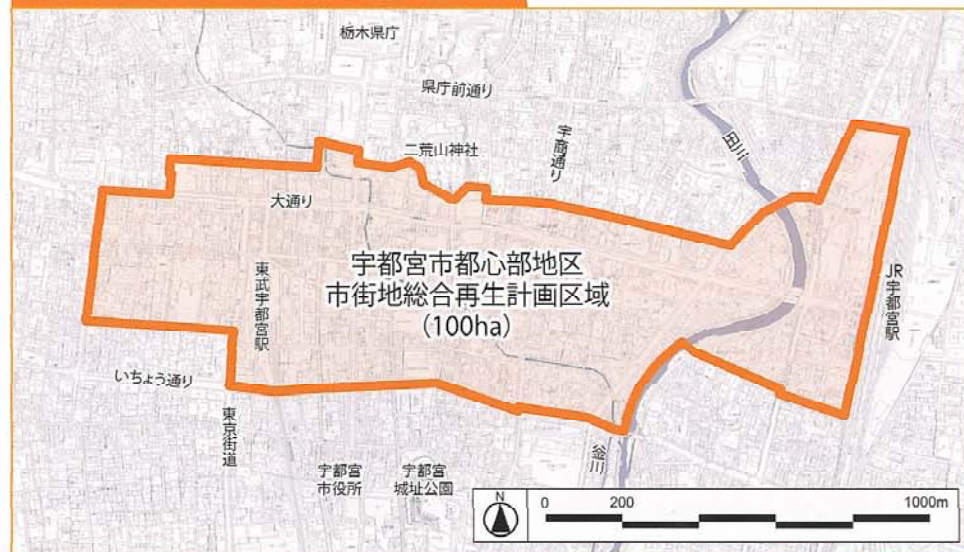 栃木県庁
県庁前通り
宇商通り
田川
二荒山神社
大通り
宇都宮市都心部地区
市街地総合再生計画区域
(100ha)
東武宇都宮駅
JR
宇都宮駅
いちょう通り
東京街道
釜川
宇都宮
市役所
宇都宮
城址公園
N
0
200
1000m